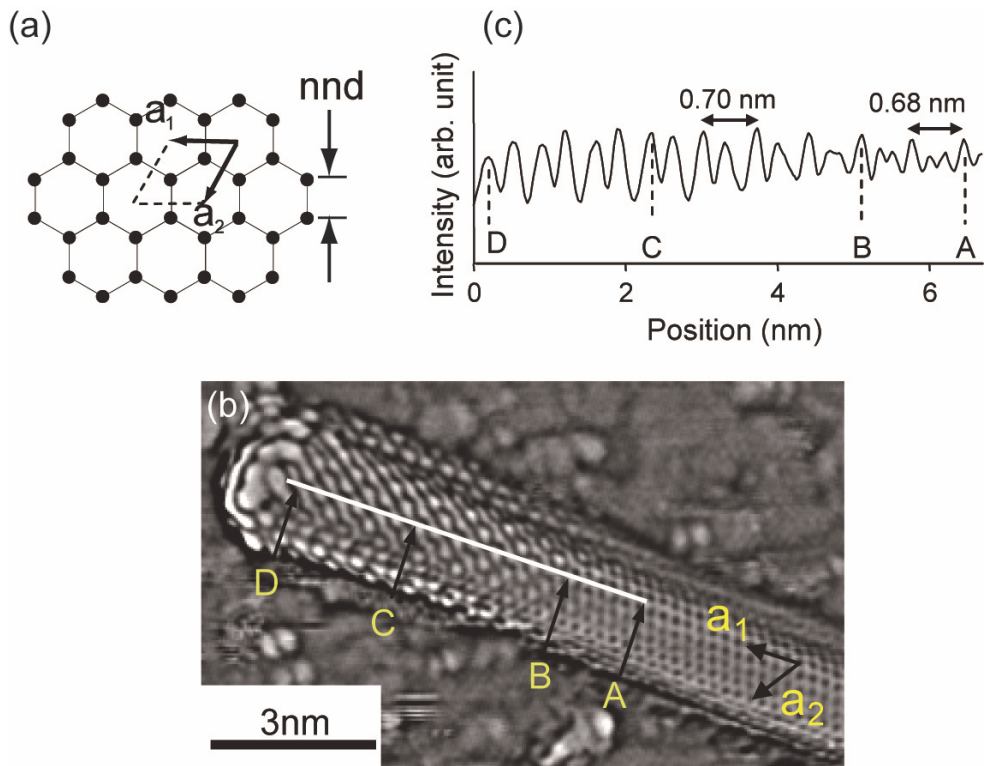 (a)
nnd
a1
a2
(c)
Intensity (arb. unit)
0.70 nm
0.68 nm
D
C
B
A
0
2
4
6
Position (nm)
(b)
D
C
B
A
a1
a2
3nm